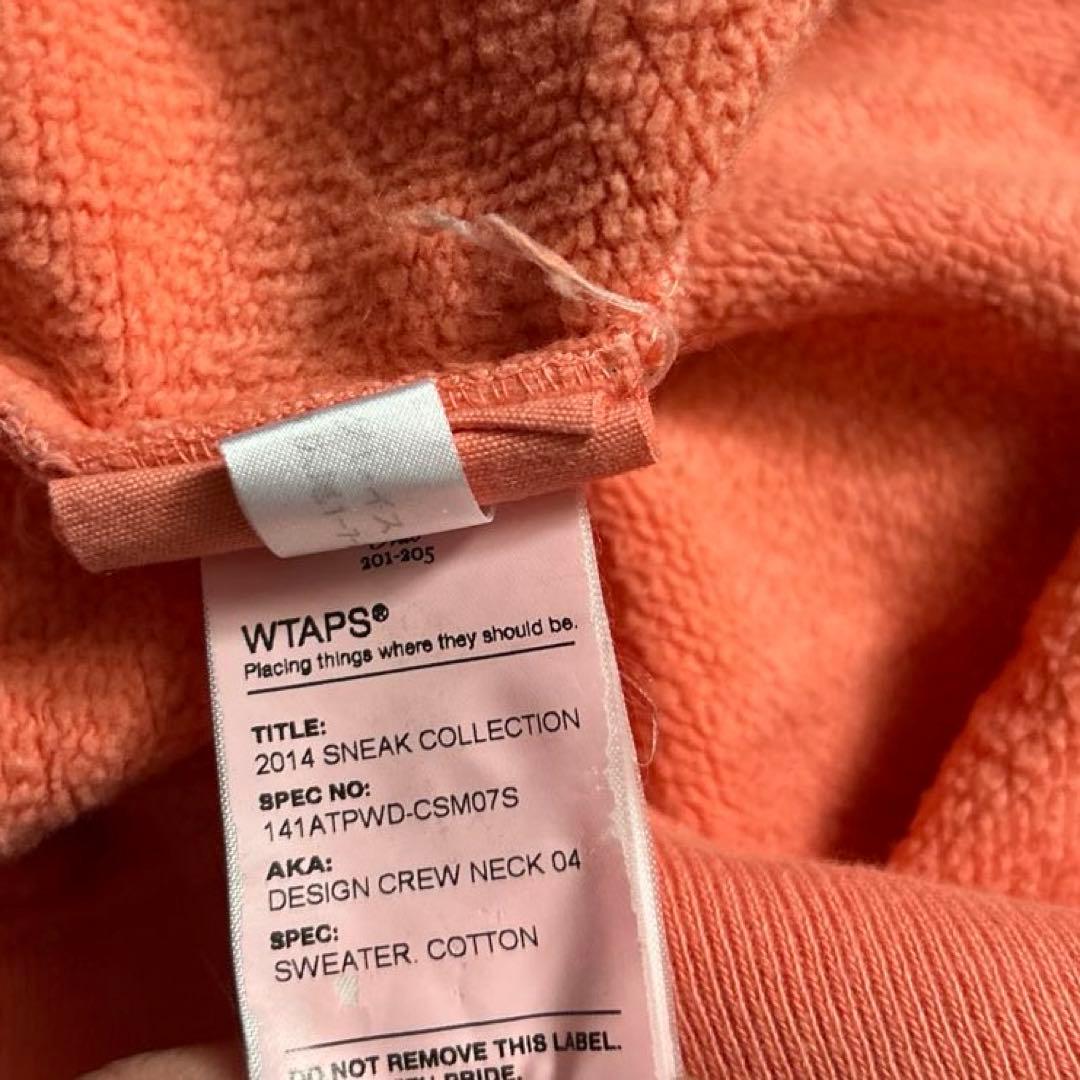 201-205
WTAPS®
Placing things where they should be.
TITLE:
2014 SNEAK COLLECTION
SPEC NO:
141ATPWD-CSM07S
AKA:
DESIGN CREW NECK 04
SPEC:
SWEATER. COTTON
DO NOT REMOVE THIS LABEL.
PRIDE.